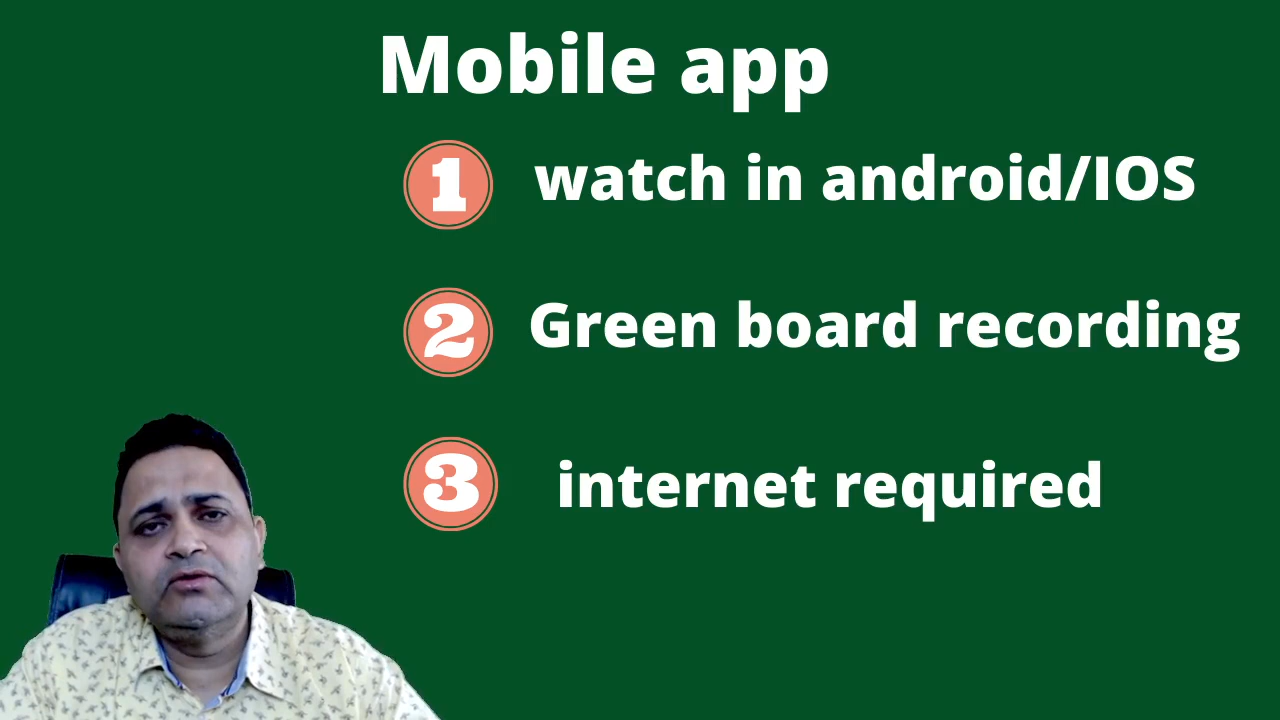 Mobile app
1 watch in android/IOS
2 Green board recording
3 internet required